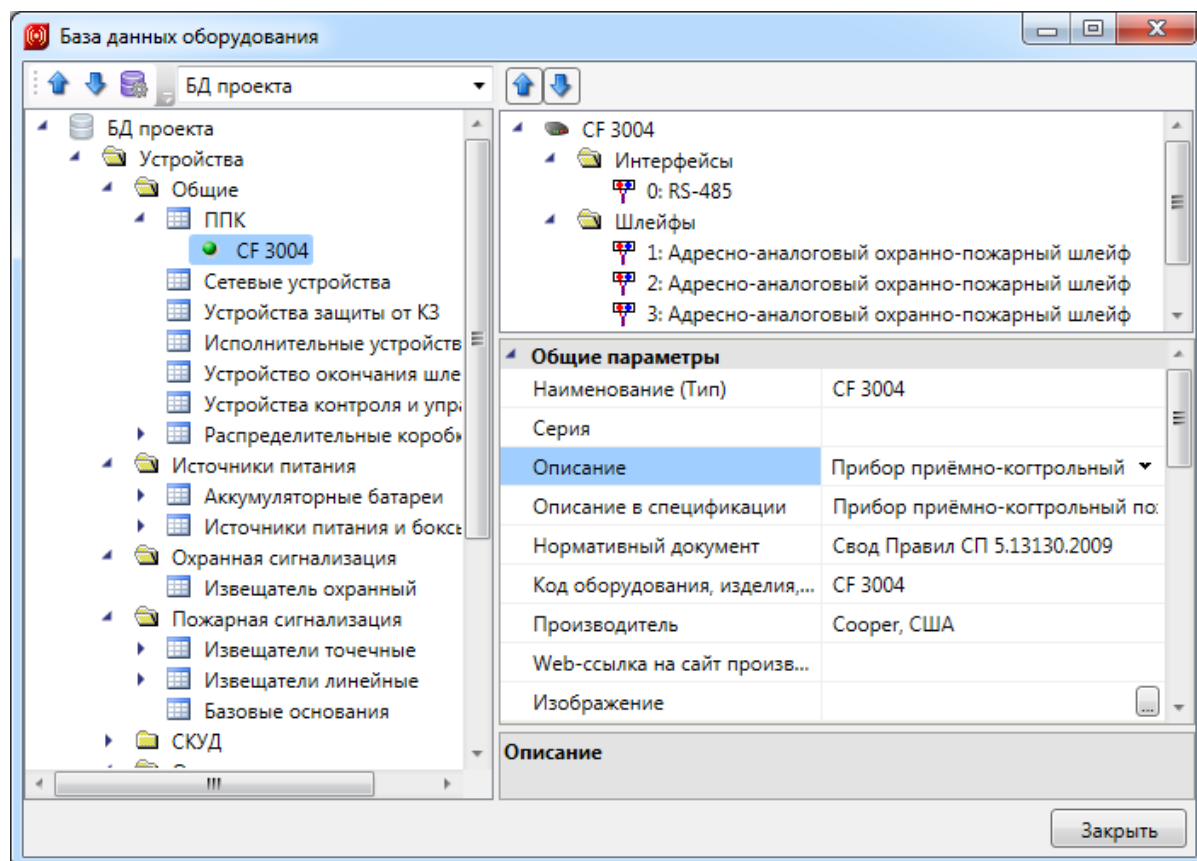 База данных оборудования
БД проекта
БД проекта
Устройства
Общие
ППК
CF 3004
Сетевые устройства
Устройства защиты от КЗ
Исполнительные устройств
Устройство окончания шле
Устройства контроля и упра
Распределительные коробк
Источники питания
Аккумуляторные батареи
Источники питания и боксы
Охранная сигнализация
Извещатель охранный
Пожарная сигнализация
Извещатели точечные
Извещатели линейные
Базовые основания
СКУД
CF 3004
Интерфейсы
0: RS-485
Шлейфы
1: Адресно-аналоговый охранно-пожарный шлейф
2: Адресно-аналоговый охранно-пожарный шлейф
3: Адресно-аналоговый охранно-пожарный шлейф
Общие параметры
Наименование (Тип) CF 3004
Серия
Описание Прибор приёмно-когтрольный
Описание в спецификации Прибор приёмно-когтрольный по
Нормативный документ Свод Правил СП 5.13130.2009
Код оборудования, изделия,... CF 3004
Производитель Cooper, США
Web-ссылка на сайт произв...
Изображение ...
Описание
Закрыть